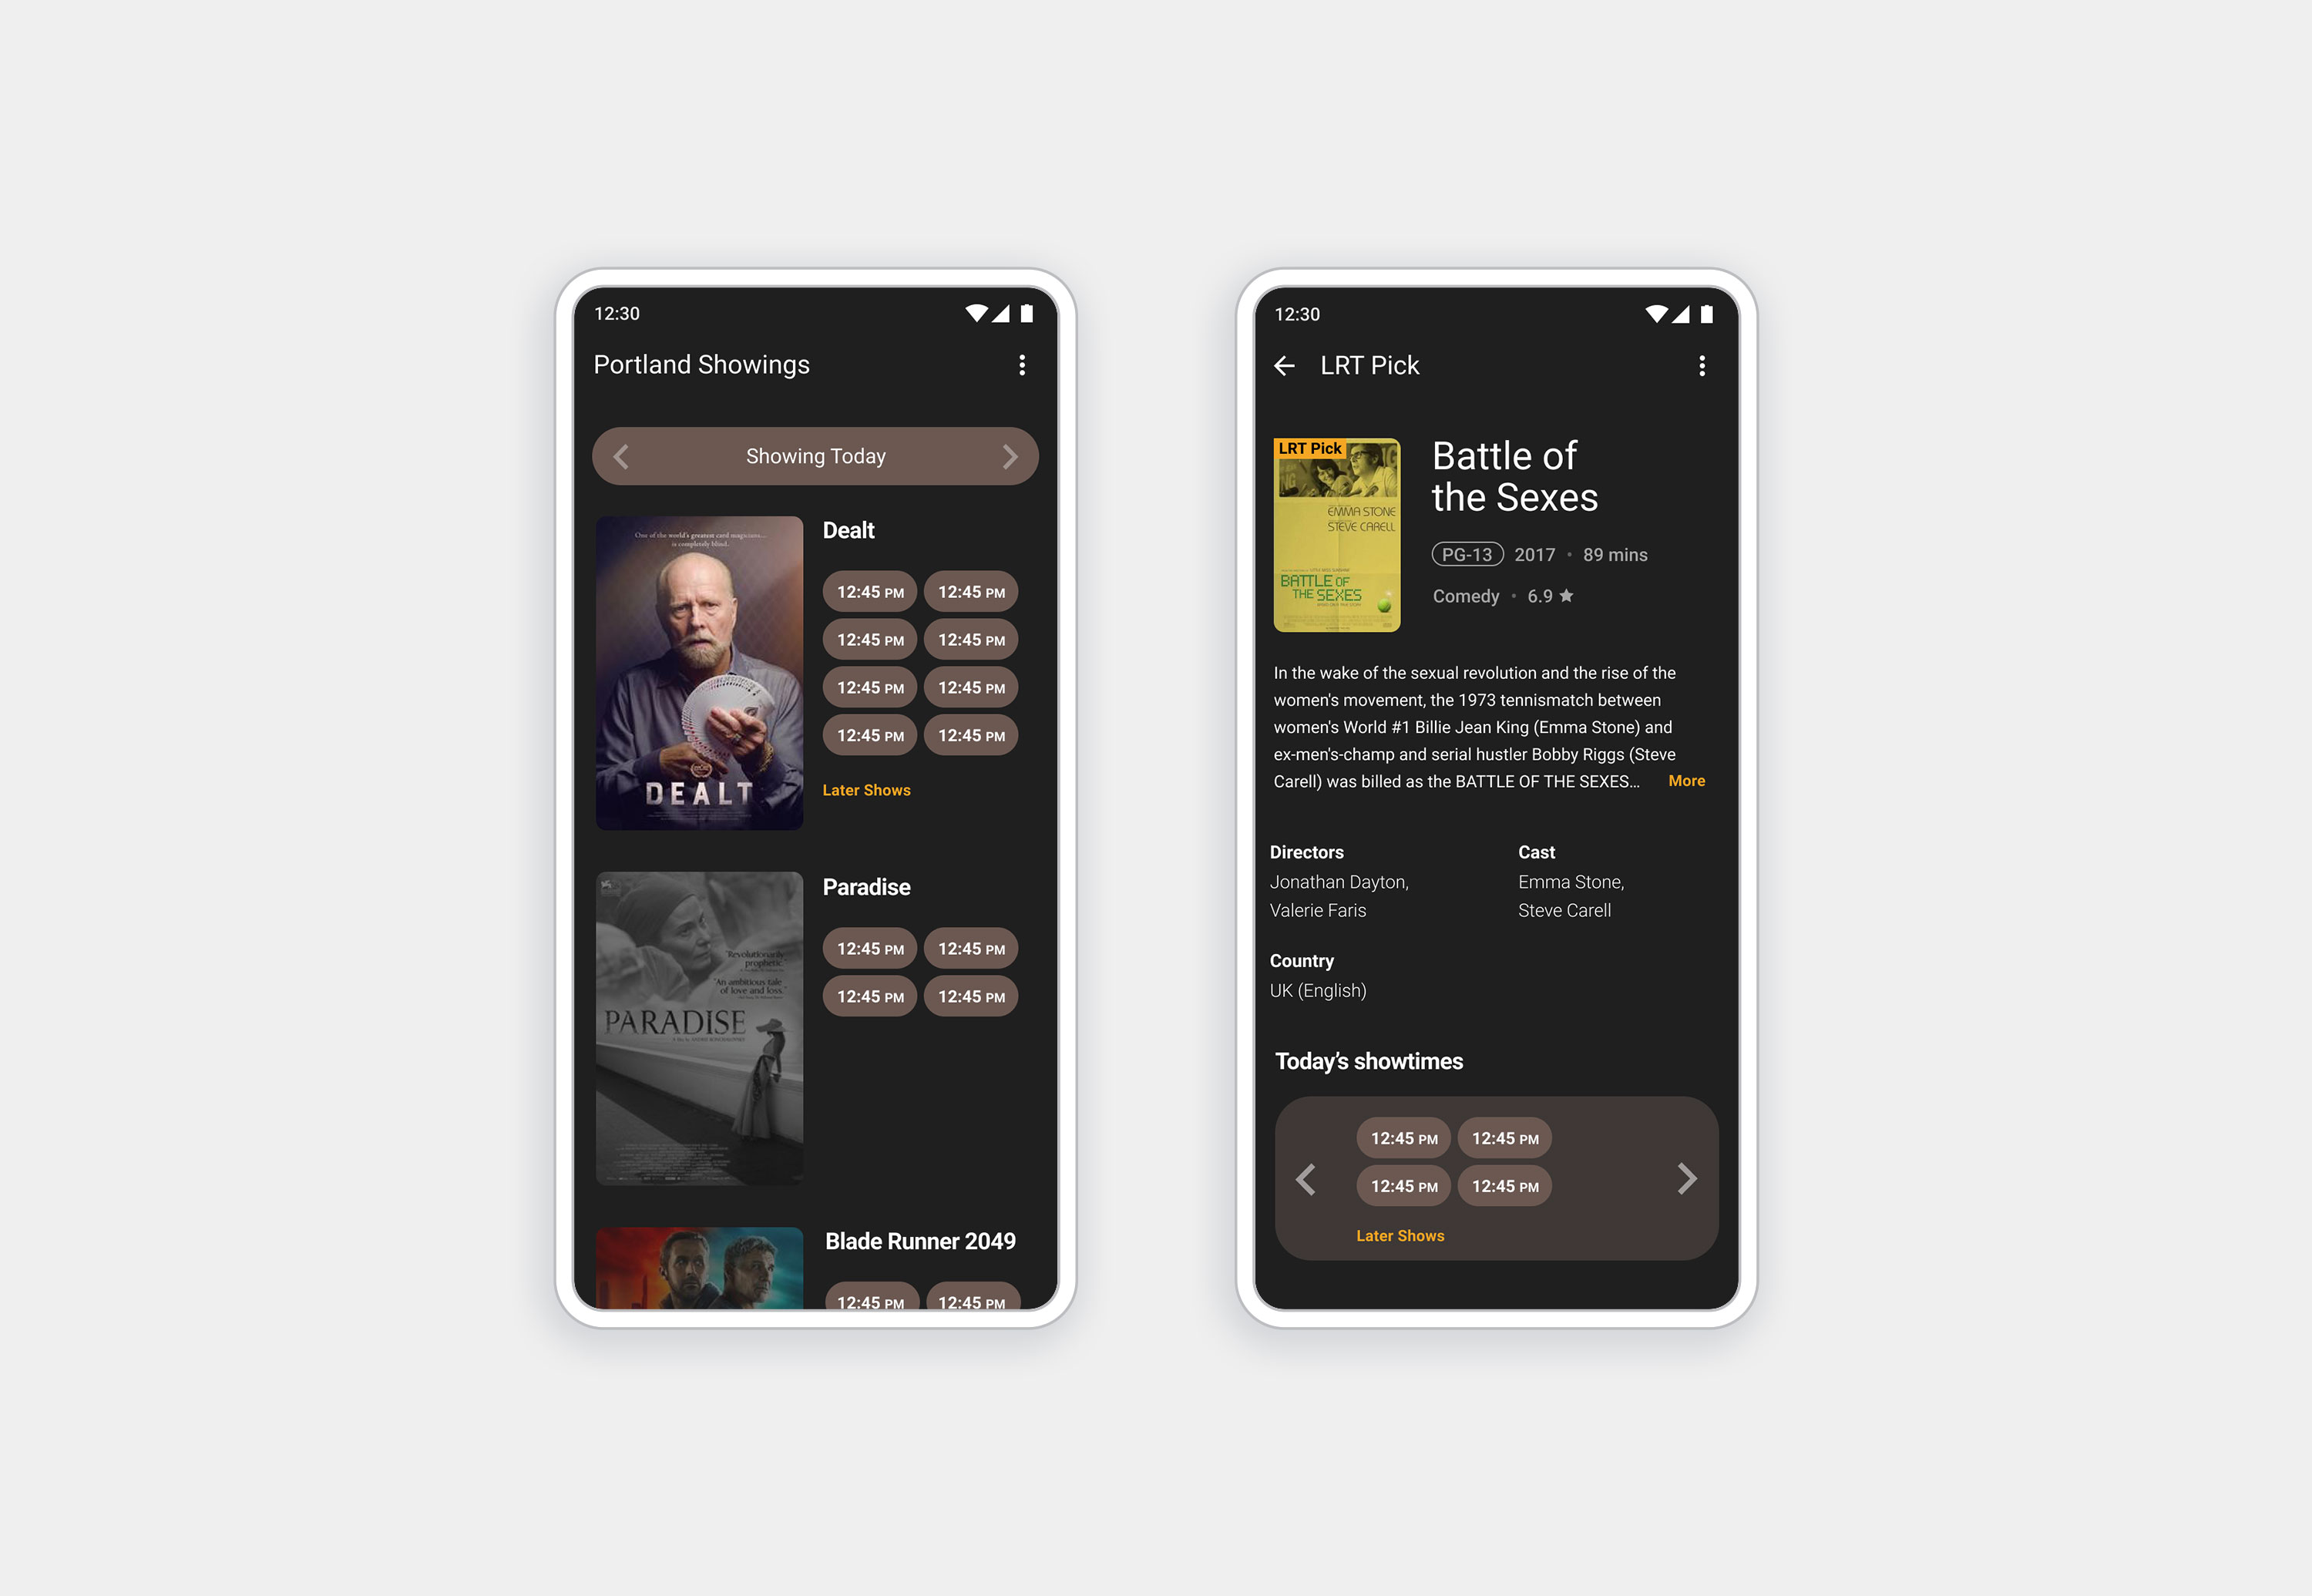 12:30
Portland Showings
Showing Today
One of the world's greatest card magicians...
is completely blind.
DEALT
Dealt
12:45 PM 12:45 PM
12:45 PM 12:45 PM
12:45 PM 12:45 PM
12:45 PM 12:45 PM
Later Shows
"Revolutionarily
prophetic"
"An ambitious tale
of love and loss."
PARADISE
Paradise
12:45 PM 12:45 PM
12:45 PM 12:45 PM
Blade Runner 2049
12:45 PM 12:45 PM
12:30
LRT Pick
LRT Pick
EMMA STONE
STEVE CARELL
BATTLE OF
THE SEXES
Battle of
the Sexes
PG-13 2017 • 89 mins
Comedy • 6.9 ★
In the wake of the sexual revolution and the rise of the
women's movement, the 1973 tennismatch between
women's World #1 Billie Jean King (Emma Stone) and
ex-men's-champ and serial hustler Bobby Riggs (Steve
Carell) was billed as the BATTLE OF THE SEXES... More
Directors
Jonathan Dayton,
Valerie Faris
Cast
Emma Stone,
Steve Carell
Country
UK (English)
Today's showtimes
12:45 PM 12:45 PM
12:45 PM 12:45 PM
Later Shows